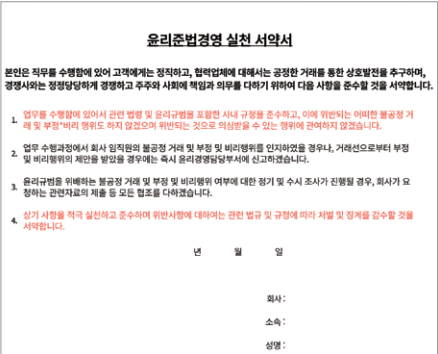 윤리준법경영 실천 서약서
본인은 직무를 수행함에 있어 고객에게는 정직하고, 협력업체에 대해서는 공정한 거래를 통한 상호발전을 추구하며,
경쟁사와는 정정당당하게 경쟁하고 주주와 사회에 책임과 의무를 다하기 위하여 다음 사항을 준수할 것을 서약합니다.
1. 업무를 수행함에 있어서 관련 법령 및 윤리규범을 포함한 사내 규정을 준수하고, 이에 위반되는 어떠한 불공정 거
래 및 부정*비리 행위도 하지 않겠으며 위반되는 것으로 의심받을 수 있는 행위에 관여하지 않겠습니다.
2. 업무 수행과정에서 회사 임직원의 불공정 거래 및 부정 및 비리행위를 인지하였을 경우나, 거래선으로부터 부정
및 비리행위의 제안을 받았을 경우에는 즉시 윤리경영담당부서에 신고하겠습니다.
3. 윤리규범을 위배하는 불공정 거래 및 부정 및 비리행위 여부에 대한 정기 및 수시 조사가 진행될 경우, 회사가 요
청하는 관련자료의 제출 등 모든 협조를 다하겠습니다.
4. 상기 사항을 적극 실천하고 준수하며 위반사항에 대하여는 관련 법규 및 규정에 따라 처벌 및 징계를 감수할 것을
서약합니다.
년 월 일
회사 :
소속 :
성명 :